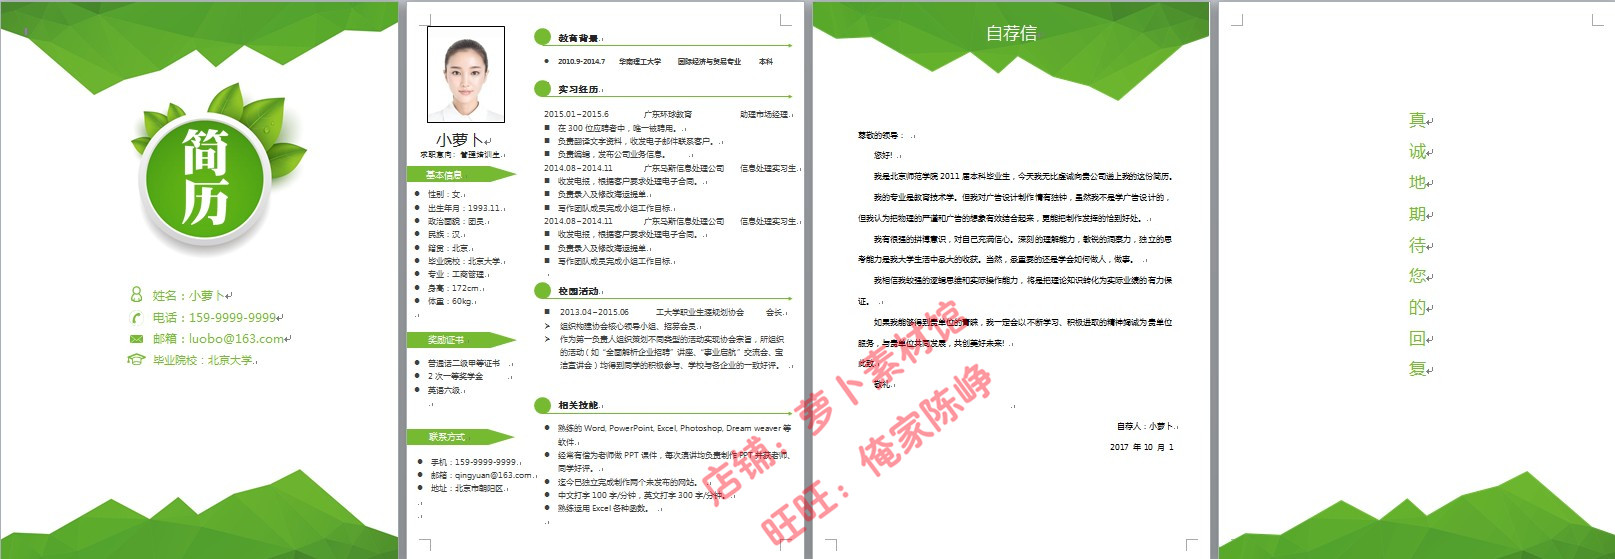 简
历
姓名：小萝卜
电话：159-9999-9999
邮箱：luobo@163.com
毕业院校：北京大学
小萝卜
求职意向：管理培训生
基本信息
性别：女
出生年月：1993.11
政治面貌：团员
民族：汉
籍贯：北京
毕业院校：北京大学
专业：工商管理
身高：172cm
体重：60kg
奖励证书
普通话二级甲等证书
2 次一等奖学金
英语六级
联系方式
手机：159-9999-9999
邮箱：qingyuan@163.com
地址：北京市朝阳区
教育背景
2010.9-2014.7 华南理工大学 国际经济与贸易专业 本科
实习经历
2015.01~2015.6 广东环球教育 助理市场经理
在 300 位应聘者中，唯一被聘用。
负责翻译文字资料，收发电子邮件联系客户。
负责编辑，发布公司业务信息。
2014.08~2014.11 广东马斯信息处理公司 信息处理实习生
收发电报，根据客户要求处理电子合同。
负责录入及修改海运提单
写作团队成员完成小组工作目标
2014.08~2014.11 广东马斯信息处理公司 信息处理实习生
收发电报，根据客户要求处理电子合同。
负责录入及修改海运提单
写作团队成员完成小组工作目标
校园活动
2013.04~2015.06 工大学职业生涯规划协会 会长
组织构建协会核心领导小组、招募会员
作为第一负责人组织策划不同类型的活动实现协会宗旨，所组织
的活动（如“全面解析企业招聘”讲座、“事业启航”交流会、宝
洁宣讲会）均得到同学的积极参与、学校与各企业的一致好评。
相关技能
熟练的 Word, PowerPoint, Excel, Photoshop, Dream weaver 等
软件
经常有偿为老师做 PPT 课件，每次演讲均负责制作 PPT 并获老师、
同学好评。
迄今已独立完成制作两个未发布的网站。
中文打字 100 字/分钟，英文打字 300 字/分钟。
熟练运用 Excel 各种函数。
自荐信
尊敬的领导：
您好!
我是北京师范学院 2011 届本科毕业生，今天我无比虔诚向贵公司递上我的这份简历。
我的专业是教育技术学。但我对广告设计制作情有独钟，虽然我不是学广告设计的，
但我认为把物理的严谨和广告的想象有效结合起来，更能把制作发挥的恰到好处。
我有很强的拼搏意识，对自己充满信心。深刻的理解能力，敏锐的洞察力，独立的思
考能力是我大学生活中最大的收获。当然，最重要的还是学会如何做人，做事。
我相信我较强的逻辑思维和实际操作能力，将是把理论知识转化为实际业绩的有力保
证。
如果我能够得到贵单位的青睐，我一定会以不断学习、积极进取的精神竭诚为贵单位
服务，与贵单位共同发展，共创美好未来!
此致
敬礼
自荐人：小萝卜
2017 年 10 月 1
真
诚
地
期
待
您
的
回
复
店铺：萝卜素材馆
旺旺：俺家陈峥